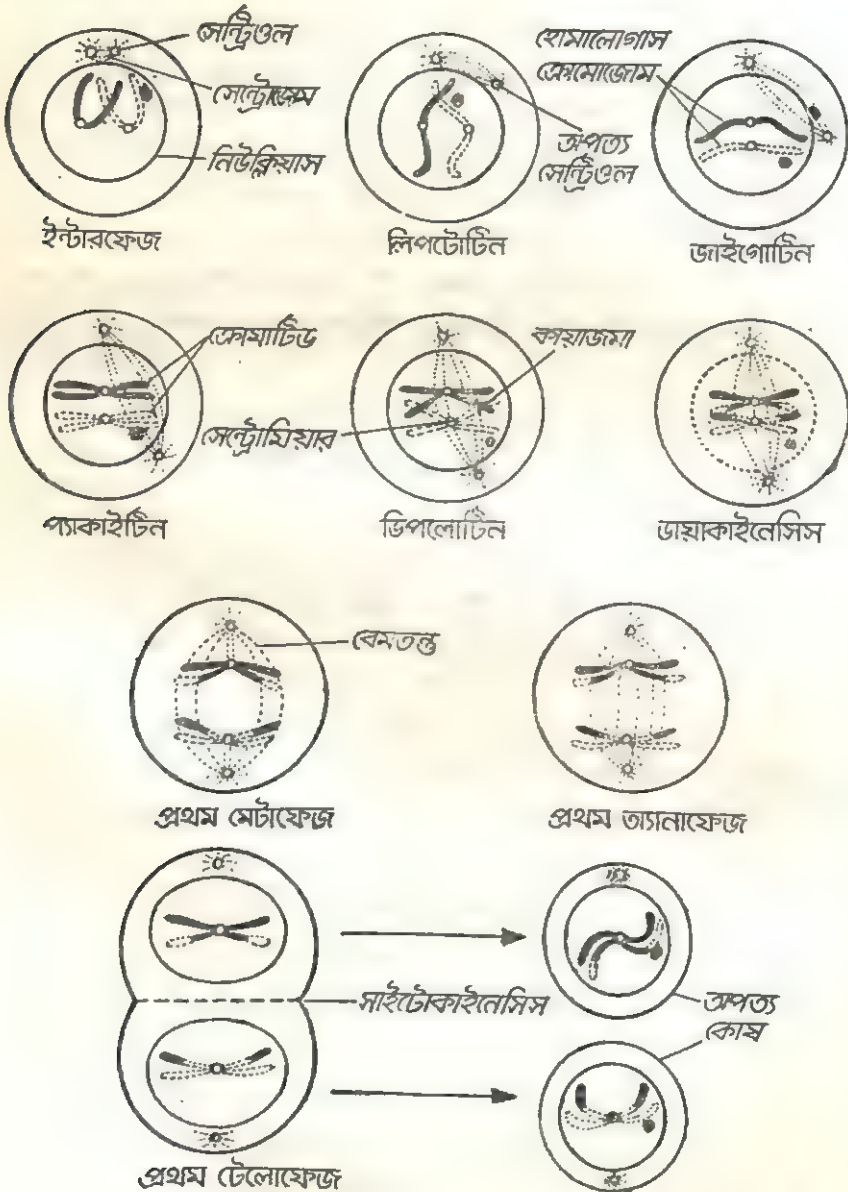 সেন্ট্রিওল
সেন্ট্রোজোম
নিউক্লিয়াস
ইন্টারফেজ
অপত্য
সেন্ট্রিওল
লিপটোটিন
হোমালোগাস
ক্রোমোজোম
জাইগোটিন
ক্রোমাটিড
সেন্ট্রোমিয়ার
প্যাকাইটিন
কায়াজমা
ডিপলোটিন
ডায়াকাইনেসিস
বেমতন্তু
প্রথম মেটাফেজ
প্রথম অ্যানাফেজ
সাইটোকাইনেসিস
অপত্য
কোষ
প্রথম টেলোফেজ